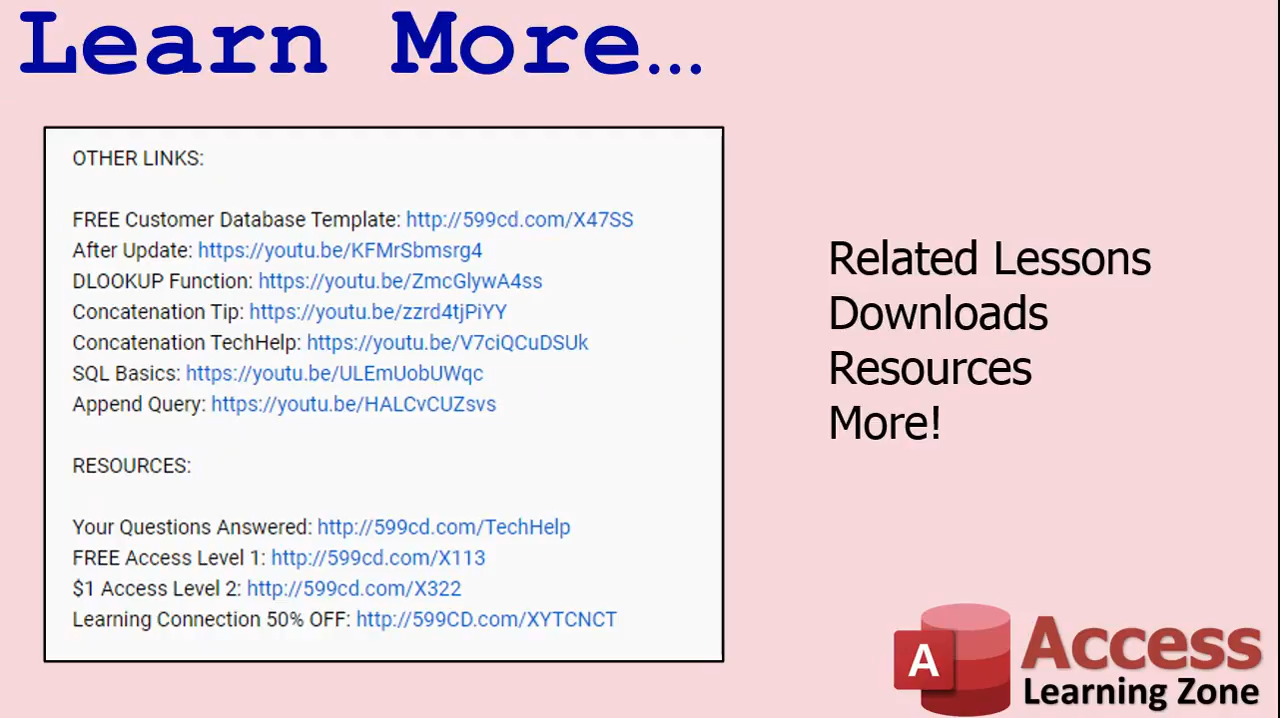 Learn More...
OTHER LINKS:
FREE Customer Database Template: http://599cd.com/X47SS
After Update: https://youtu.be/KFMrSbmsrg4
DLOOKUP Function: https://youtu.be/ZmcGlywA4ss
Concatenation Tip: https://youtu.be/zzrd4tjPiYY
Concatenation TechHelp: https://youtu.be/V7ciQCuDSUk
SQL Basics: https://youtu.be/ULEmUobUWqc
Append Query: https://youtu.be/HALCvCUZsvs
RESOURCES:
Your Questions Answered: http://599cd.com/TechHelp
FREE Access Level 1: http://599cd.com/X113
$1 Access Level 2: http://599cd.com/X322
Learning Connection 50% OFF: http://599CD.com/XYTCNCT
Related Lessons
Downloads
Resources
More!
A
Access
Learning Zone